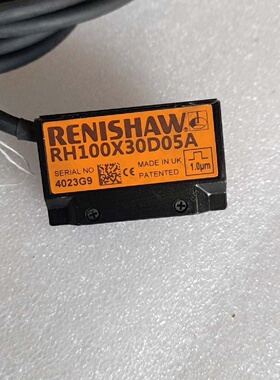 RENISHAW
RH100X30D05A
SERIAL NO
4023G9
MADE IN UK
PATENTED
1.0µm